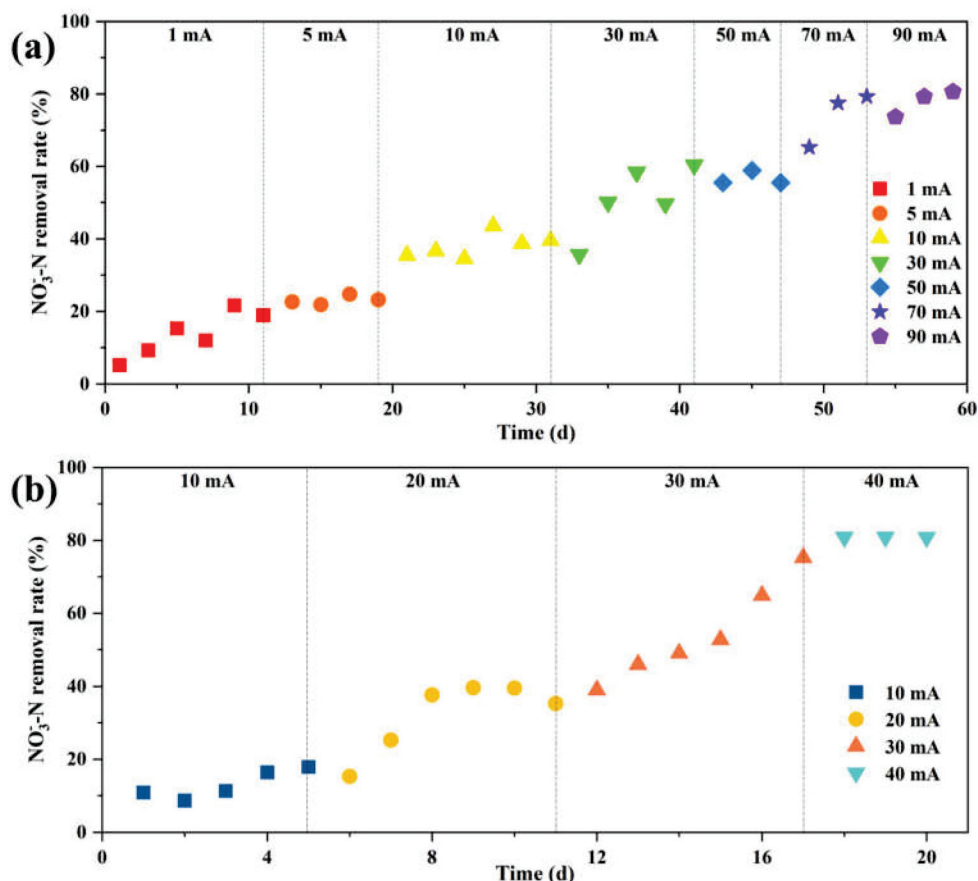 (a)
1 mA 5 mA 10 mA 30 mA 50 mA 70 mA 90 mA
100
80
60
40
20
0
NO₃⁻-N removal rate (%)
1 mA
5 mA
10 mA
30 mA
50 mA
70 mA
90 mA
0 10 20 30 40 50 60
Time (d)
(b)
10 mA 20 mA 30 mA 40 mA
100
80
60
40
20
0
NO₃⁻-N removal rate (%)
10 mA
20 mA
30 mA
40 mA
0 4 8 12 16 20
Time (d)